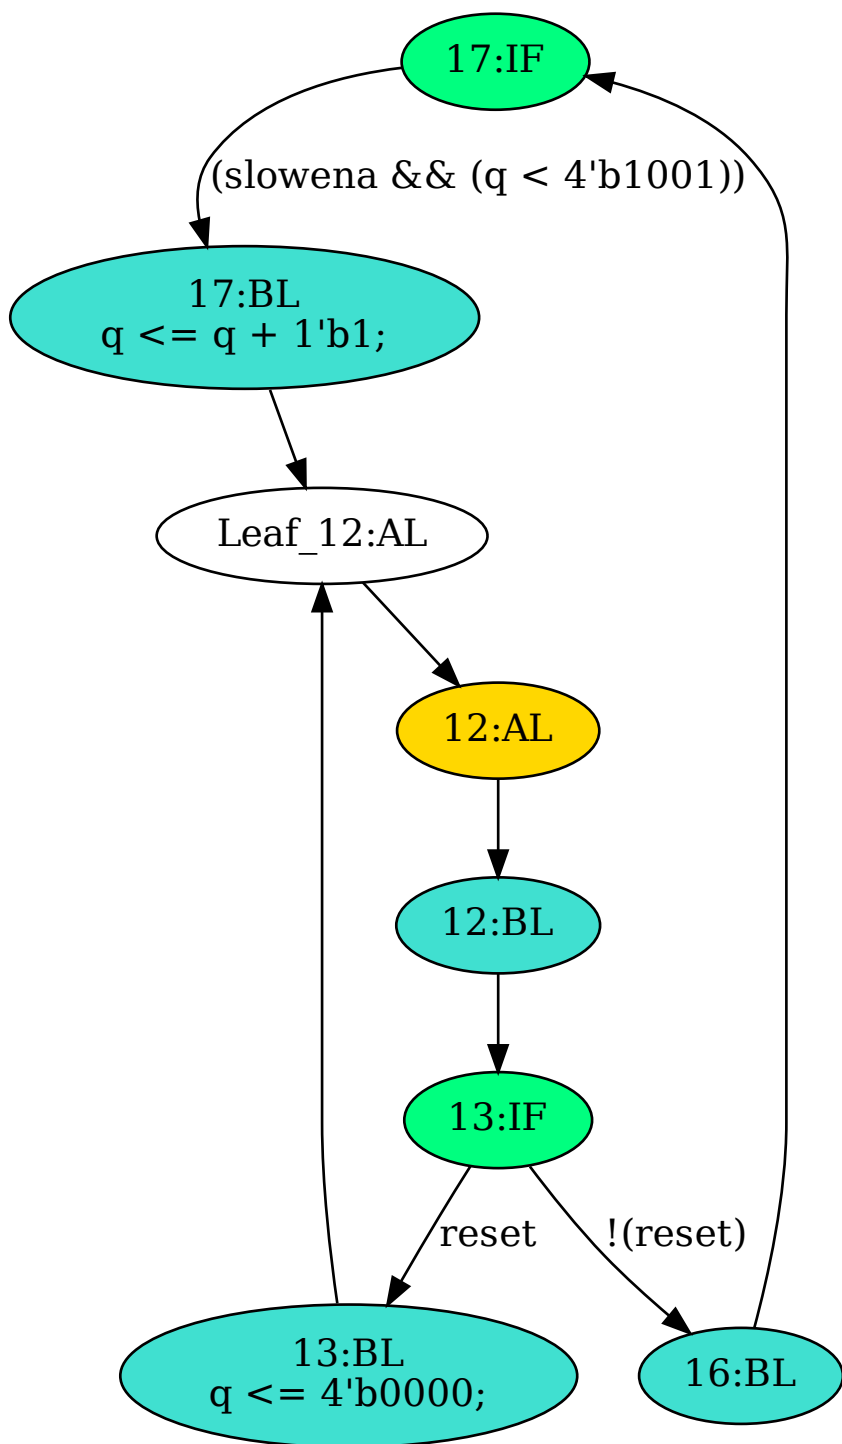 17:IF
(slowena && (q < 4'b1001))
17:BL
q <= q + 1'b1;
Leaf_12:AL
12:AL
12:BL
13:IF
reset
!(reset)
13:BL
q <= 4'b0000;
16:BL